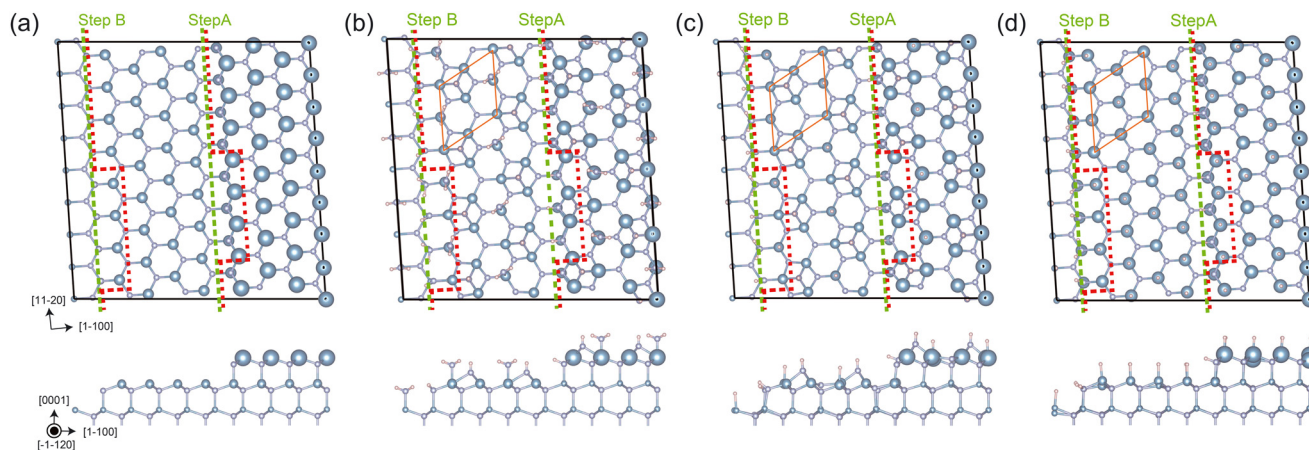 (a)
Step B
StepA
(b)
Step B
StepA
(c)
Step B
StepA
(d)
Step B
StepA
[11-20]
[1-100]
[0001]
[1-100]
[-1-120]